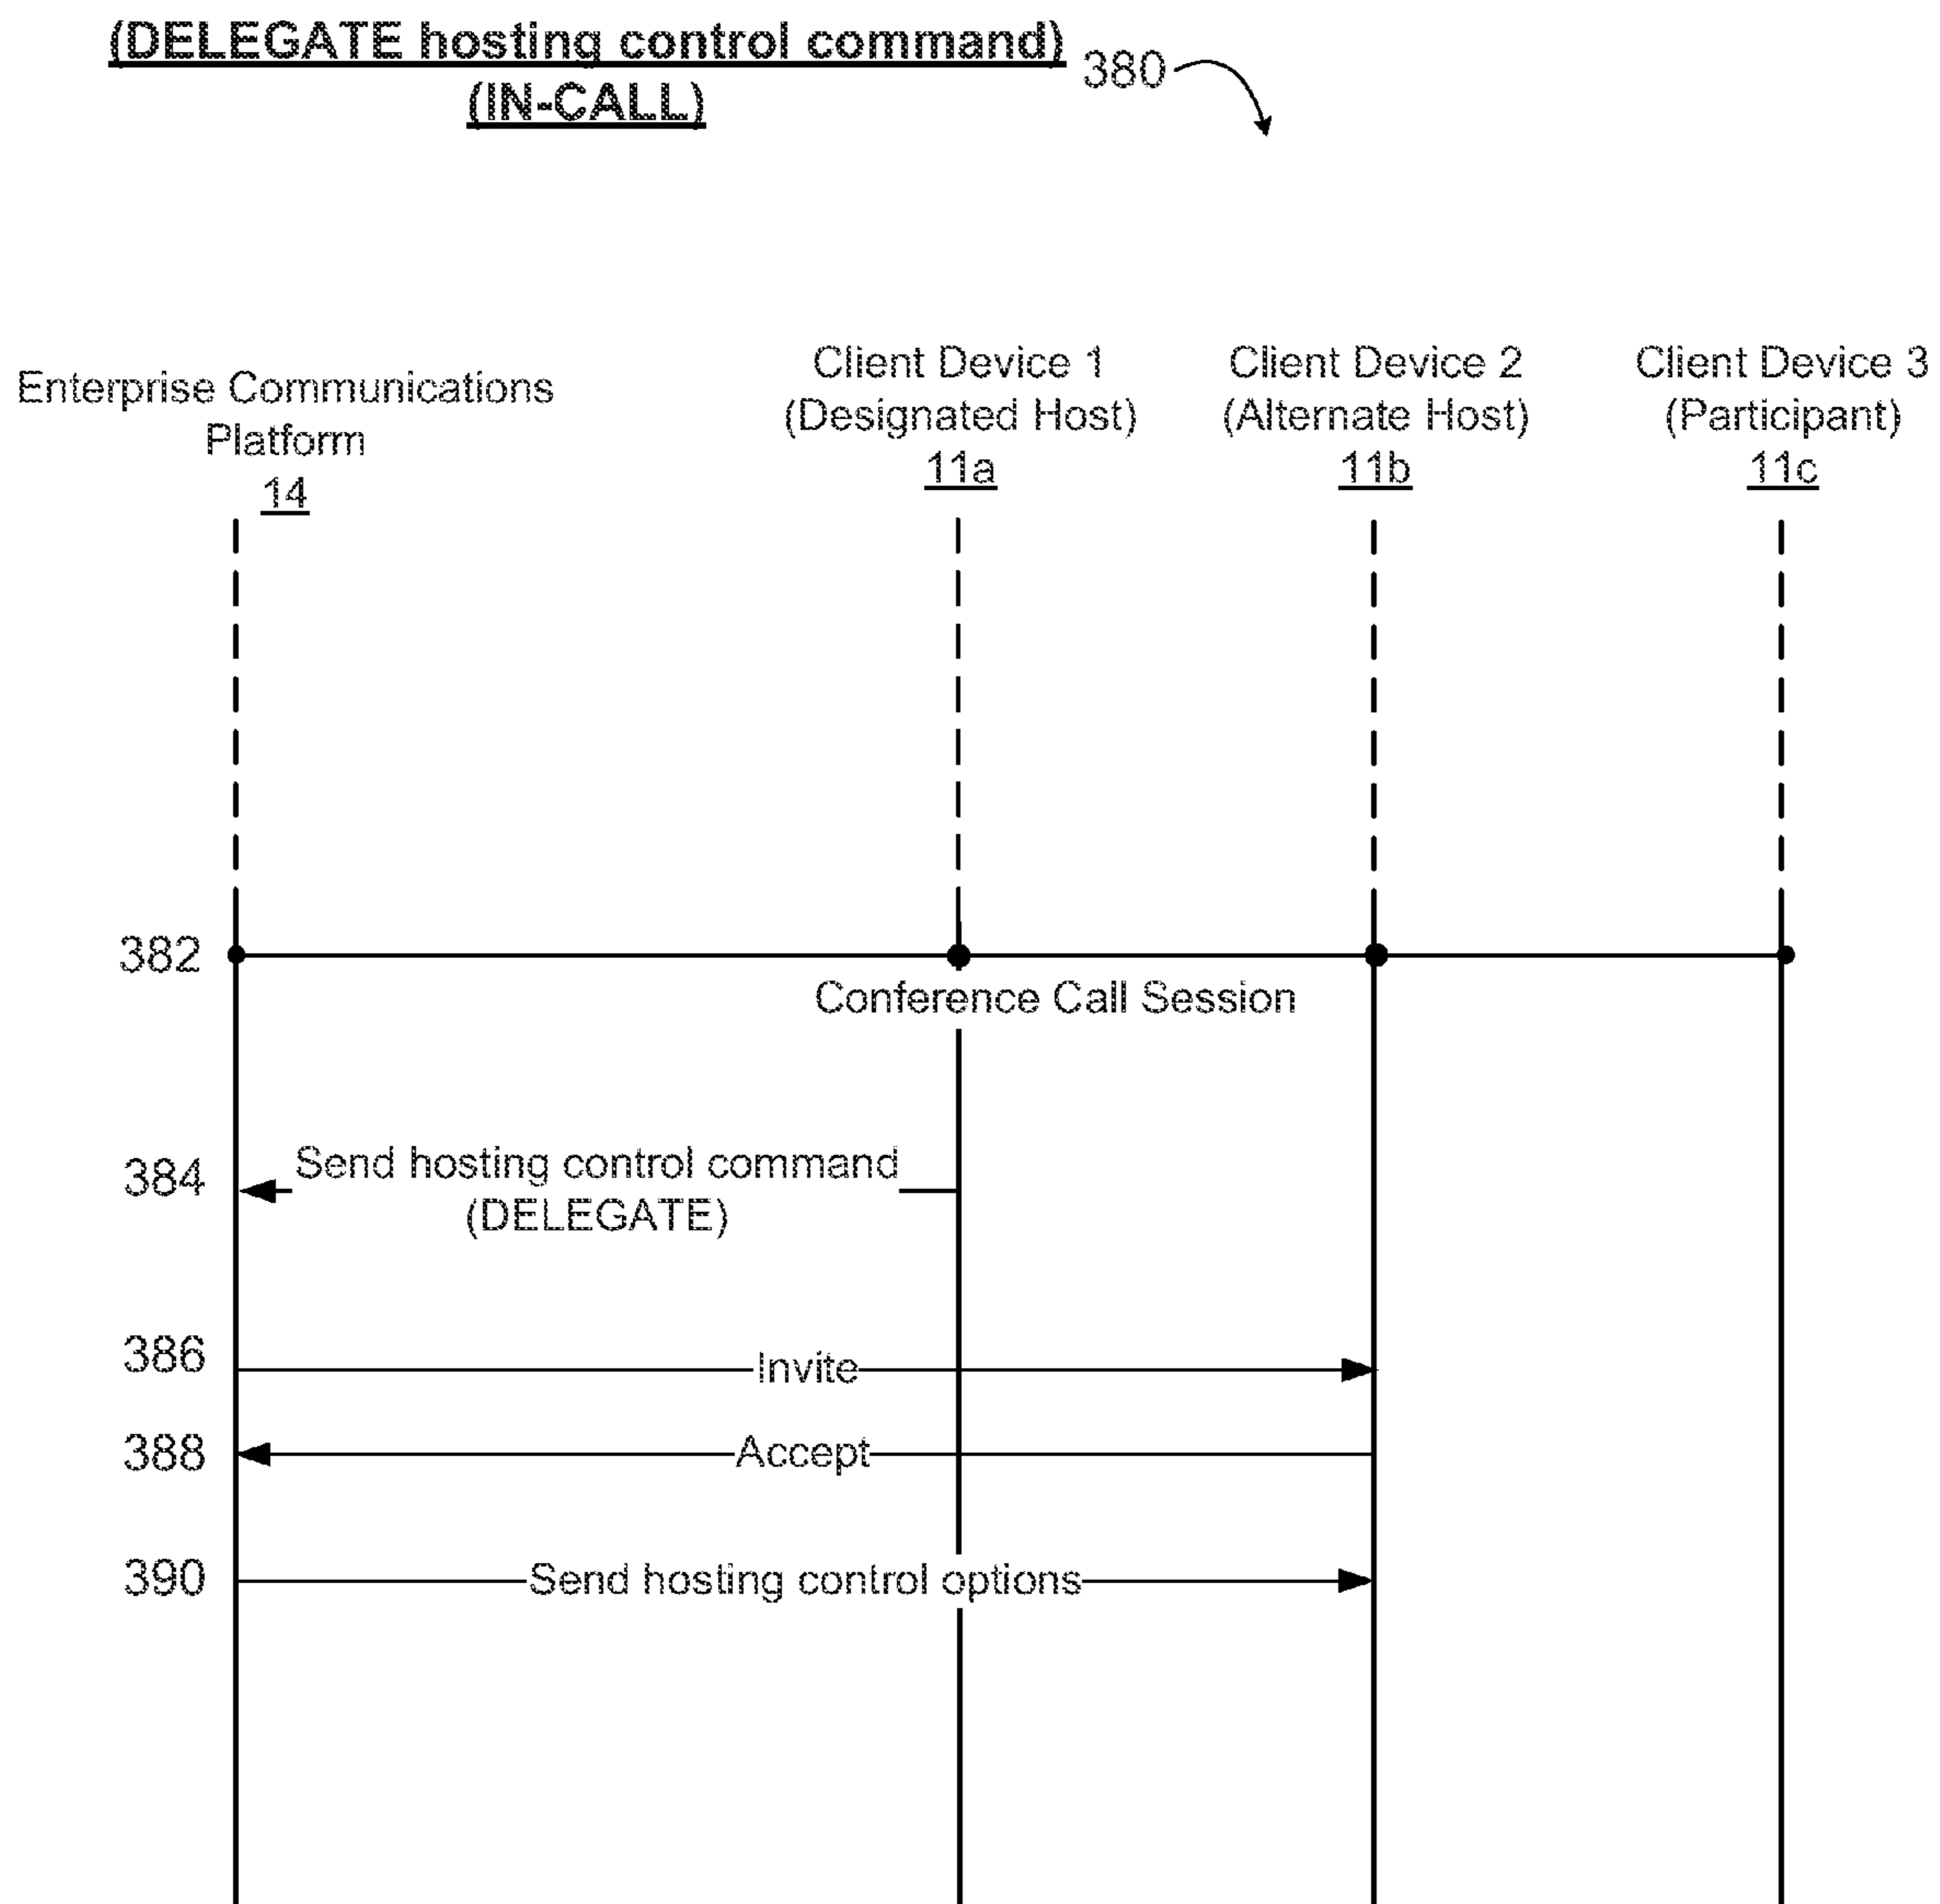 (DELEGATE hosting control command)
(IN-CALL)
380
Enterprise Communications
Platform
14
Client Device 1
(Designated Host)
11a
Client Device 2
(Alternate Host)
11b
Client Device 3
(Participant)
11c
382
Conference Call Session
384
Send hosting control command
(DELEGATE)
386
Invite
388
Accept
390
Send hosting control options